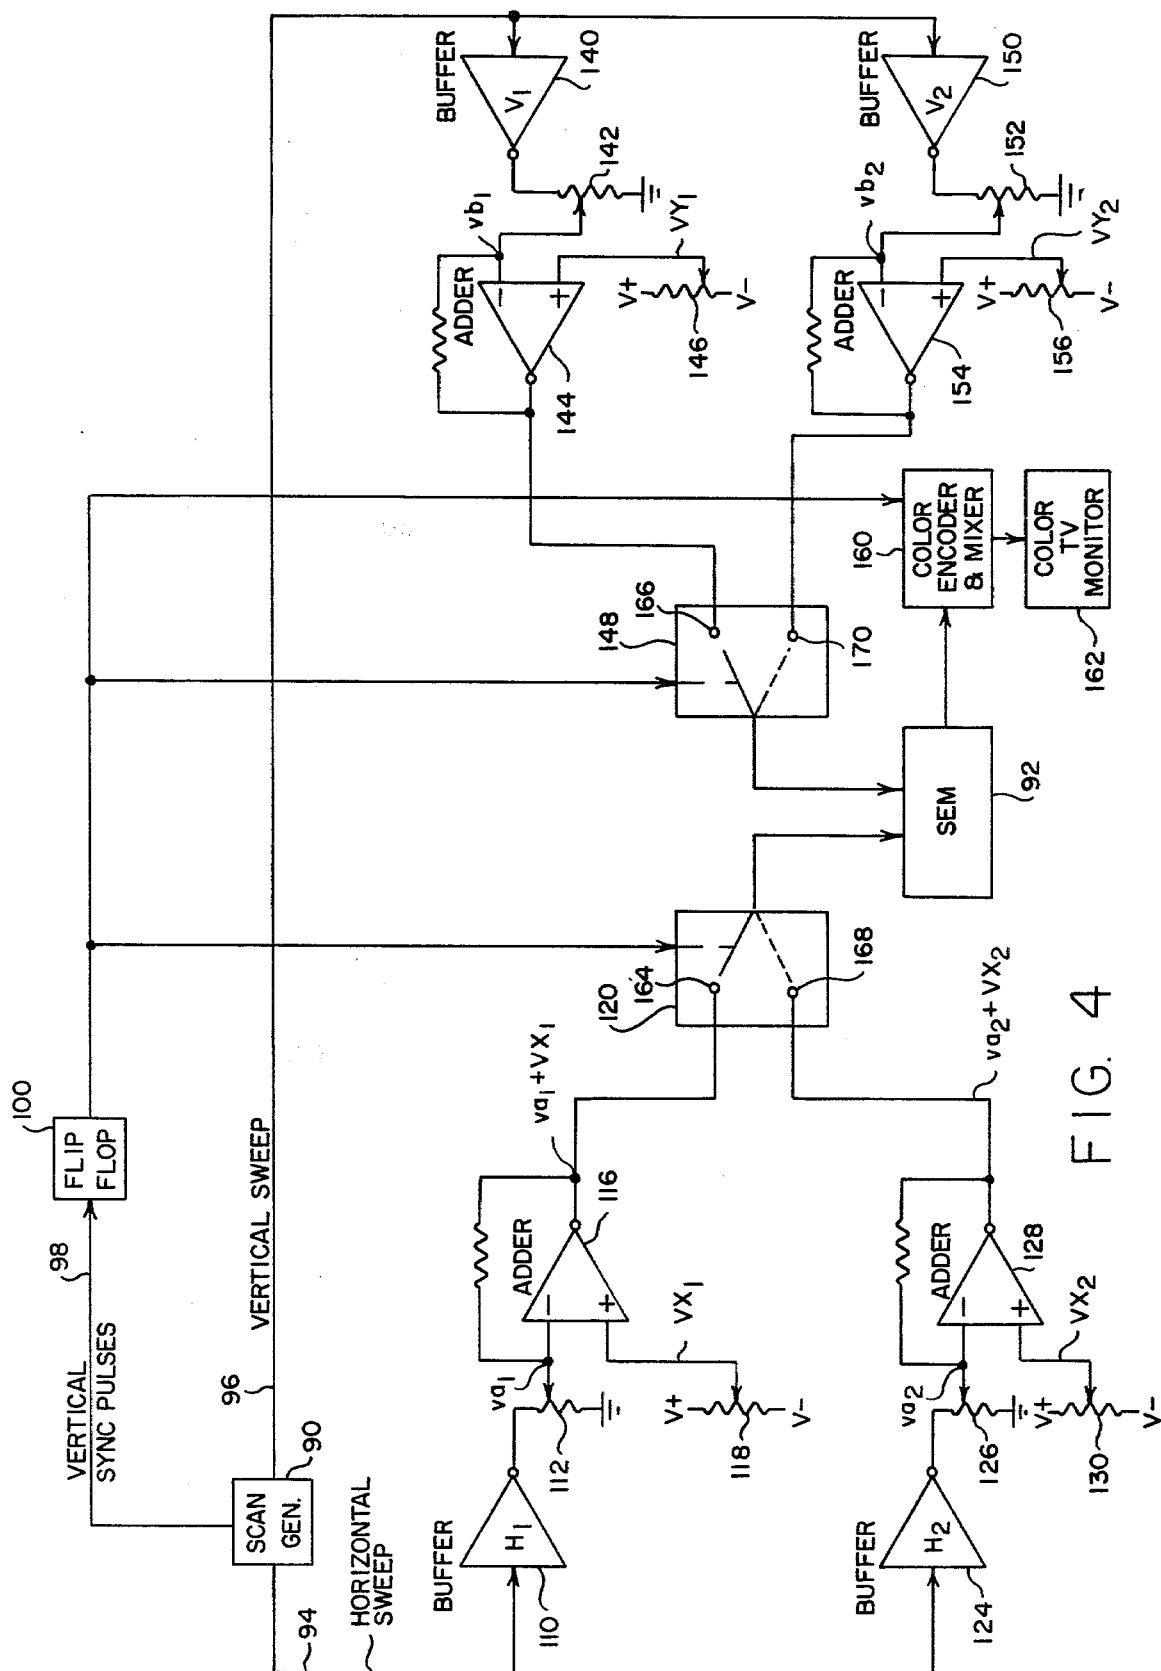 100
FLIP
FLOP
98
VERTICAL
SYNC PULSES
96
VERTICAL SWEEP
90
SCAN
GEN.
94
HORIZONTAL
SWEEP
BUFFER
H1
110
112
va1
ADDER
116
va1+VX1
VX1
V+
V-
118
BUFFER
H2
124
126
va2
ADDER
128
va2+VX2
VX2
V+
V-
130
120
164
168
148
166
170
SEM
92
COLOR
ENCODER
& MIXER
160
COLOR
TV
MONITOR
162
BUFFER
V1
140
142
vb1
ADDER
144
VY1
V+
V-
146
BUFFER
V2
150
152
vb2
ADDER
154
VY2
V+
V-
156
FIG. 4